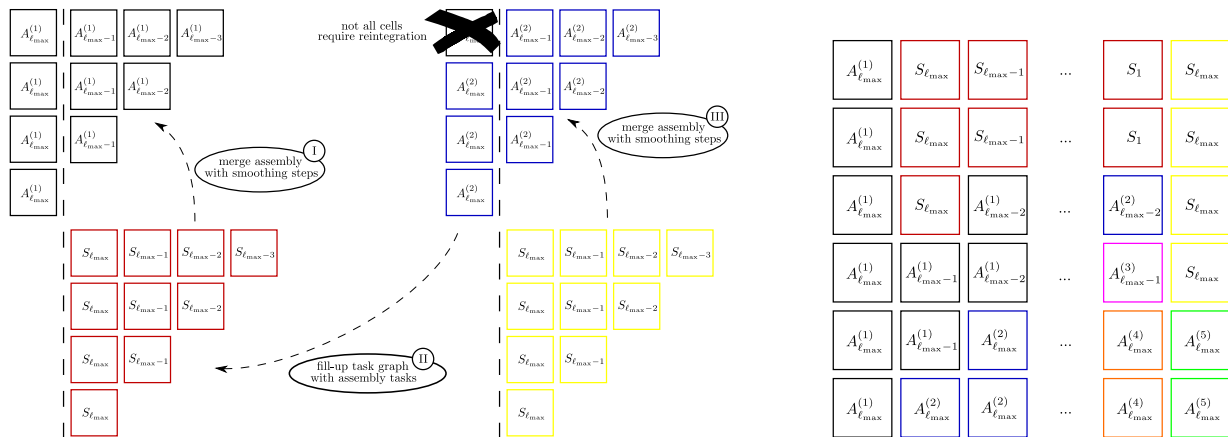 A^{(1)}_{ℓmax} A^{(1)}_{ℓmax−1} A^{(1)}_{ℓmax−2} A^{(1)}_{ℓmax−3}
A^{(1)}_{ℓmax} A^{(1)}_{ℓmax−1} A^{(1)}_{ℓmax−2}
A^{(1)}_{ℓmax} A^{(1)}_{ℓmax−1}
A^{(1)}_{ℓmax}
I
merge assembly
with smoothing steps
S_{ℓmax} S_{ℓmax−1} S_{ℓmax−2} S_{ℓmax−3}
S_{ℓmax} S_{ℓmax−1} S_{ℓmax−2}
S_{ℓmax} S_{ℓmax−1}
S_{ℓmax}
II
fill-up task graph
with assembly tasks
not all cells
require reintegration
A^{(2)}_{ℓmax−1} A^{(2)}_{ℓmax−2} A^{(2)}_{ℓmax−3}
A^{(2)}_{ℓmax} A^{(2)}_{ℓmax−1} A^{(2)}_{ℓmax−2}
A^{(2)}_{ℓmax} A^{(2)}_{ℓmax−1}
A^{(2)}_{ℓmax}
III
merge assembly
with smoothing steps
S_{ℓmax} S_{ℓmax−1} S_{ℓmax−2} S_{ℓmax−3}
S_{ℓmax} S_{ℓmax−1} S_{ℓmax−2}
S_{ℓmax} S_{ℓmax−1}
S_{ℓmax}
A^{(1)}_{ℓmax} S_{ℓmax} S_{ℓmax−1} ... S_1 S_{ℓmax}
A^{(1)}_{ℓmax} S_{ℓmax} S_{ℓmax−1} ... S_1 S_{ℓmax}
A^{(1)}_{ℓmax} S_{ℓmax} A^{(1)}_{ℓmax−2} ... A^{(2)}_{ℓmax−2} S_{ℓmax}
A^{(1)}_{ℓmax} A^{(1)}_{ℓmax−1} A^{(1)}_{ℓmax−2} ... A^{(3)}_{ℓmax−1} S_{ℓmax}
A^{(1)}_{ℓmax} A^{(1)}_{ℓmax−1} A^{(2)}_{ℓmax} ... A^{(4)}_{ℓmax} A^{(5)}_{ℓmax}
A^{(1)}_{ℓmax} A^{(2)}_{ℓmax} A^{(2)}_{ℓmax} ... A^{(4)}_{ℓmax} A^{(5)}_{ℓmax}